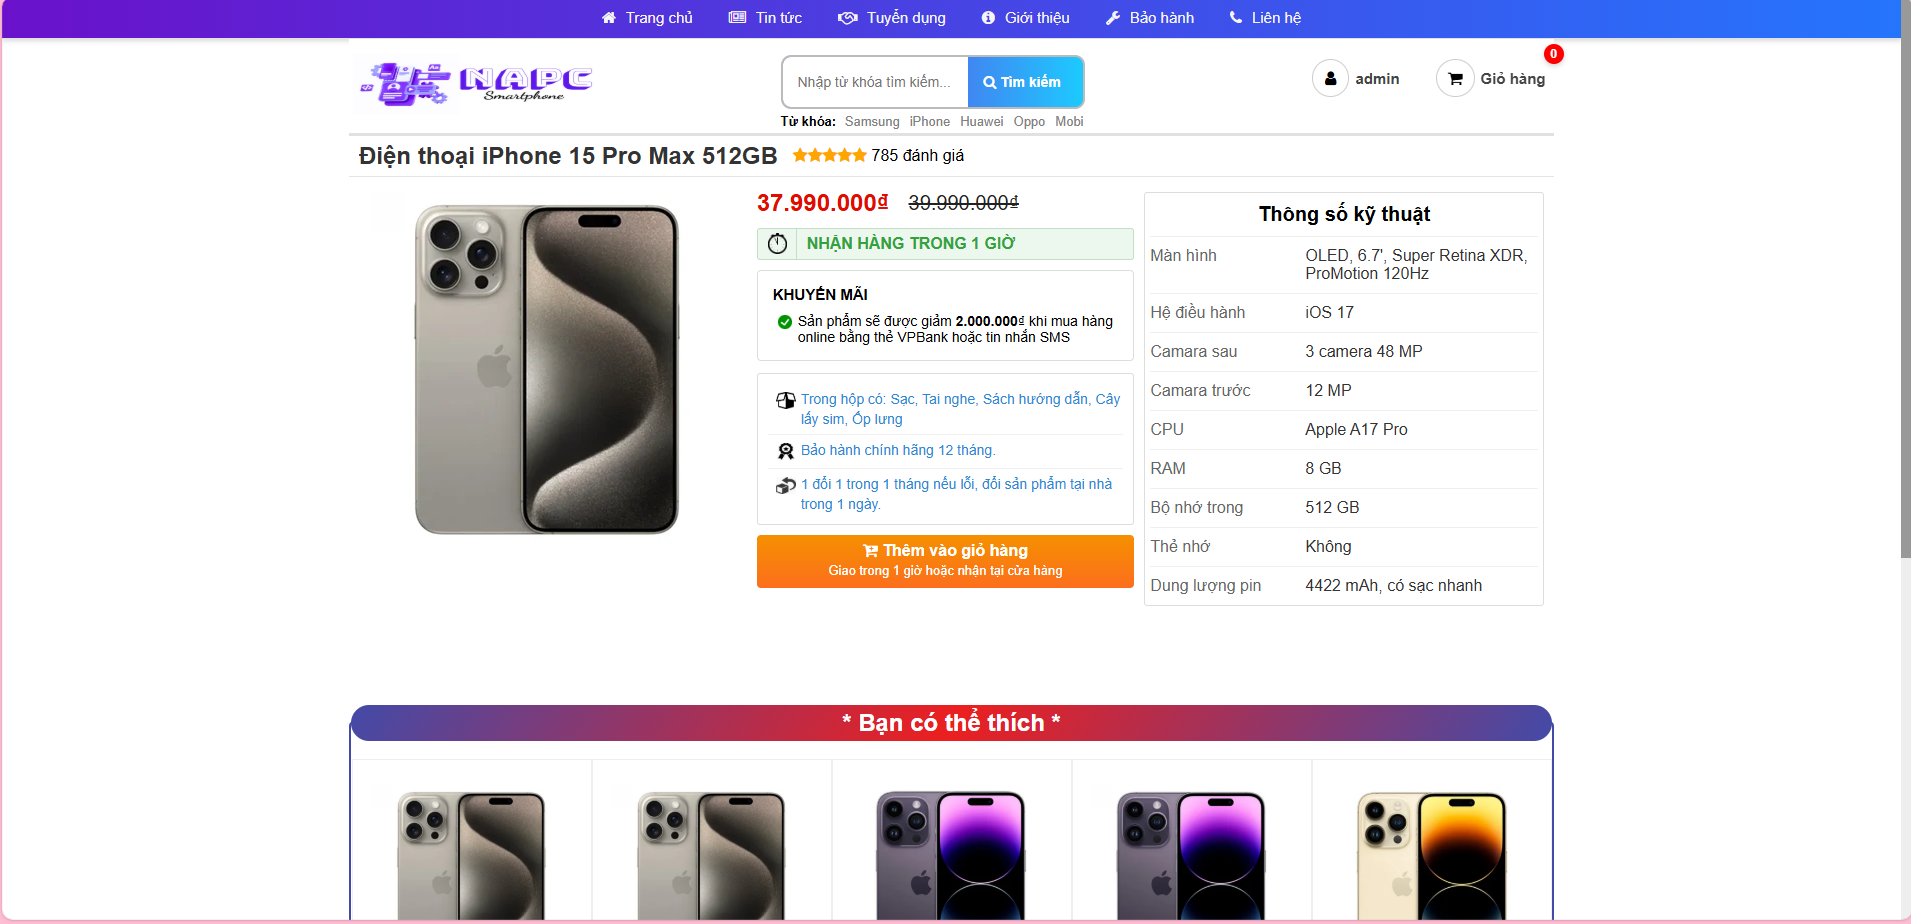 Trang chủ Tin tức Tuyển dụng Giới thiệu Bảo hành Liên hệ
NAPC
Smartphone
Nhập từ khóa tìm kiếm...
Tìm kiếm
admin
0
Giỏ hàng
Từ khóa: Samsung iPhone Huawei Oppo Mobi
Điện thoại iPhone 15 Pro Max 512GB 785 đánh giá
37.990.000₫ 39.990.000₫
NHẬN HÀNG TRONG 1 GIỜ
KHUYẾN MÃI
Sản phẩm sẽ được giảm 2.000.000₫ khi mua hàng
online bằng thẻ VPBank hoặc tin nhắn SMS
Trong hộp có: Sạc, Tai nghe, Sách hướng dẫn, Cây
lấy sim, Ốp lưng
Bảo hành chính hãng 12 tháng.
1 đổi 1 trong 1 tháng nếu lỗi, đổi sản phẩm tại nhà
trong 1 ngày.
Thêm vào giỏ hàng
Giao trong 1 giờ hoặc nhận tại cửa hàng
Thông số kỹ thuật
Màn hình OLED, 6.7', Super Retina XDR,
ProMotion 120Hz
Hệ điều hành iOS 17
Camara sau 3 camera 48 MP
Camara trước 12 MP
CPU Apple A17 Pro
RAM 8 GB
Bộ nhớ trong 512 GB
Thẻ nhớ Không
Dung lượng pin 4422 mAh, có sạc nhanh
* Bạn có thể thích *